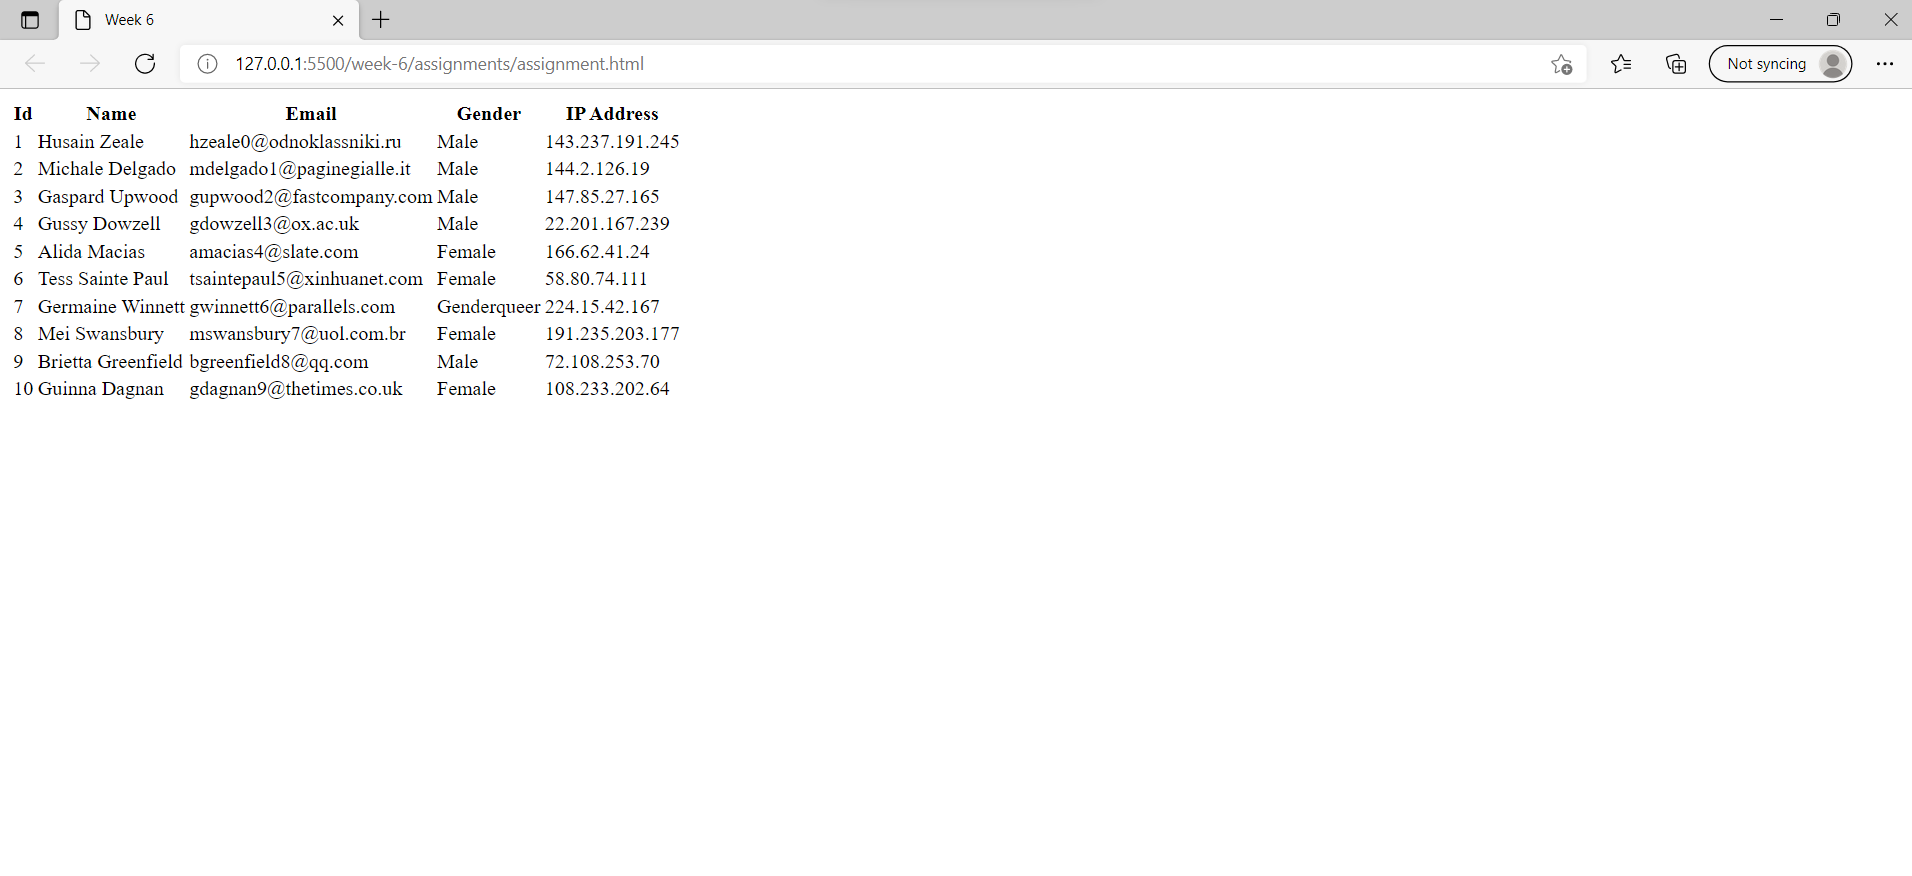 Week 6
127.0.0.1:5500/week-6/assignments/assignment.html
Not syncing
Id Name Email Gender IP Address
1 Husain Zeale hzeale0@odnoklassniki.ru Male 143.237.191.245
2 Michale Delgado mdelgado1@paginegialle.it Male 144.2.126.19
3 Gaspard Upwood gupwood2@fastcompany.com Male 147.85.27.165
4 Gussy Dowzell gdowzell3@ox.ac.uk Male 22.201.167.239
5 Alida Macias amacias4@slate.com Female 166.62.41.24
6 Tess Sainte Paul tsaintepaul5@xinhuanet.com Female 58.80.74.111
7 Germaine Winnett gwinnett6@parallels.com Genderqueer 224.15.42.167
8 Mei Swansbury mswansbury7@uol.com.br Female 191.235.203.177
9 Brietta Greenfield bgreenfield8@qq.com Male 72.108.253.70
10 Guinna Dagnan gdagnan9@thetimes.co.uk Female 108.233.202.64